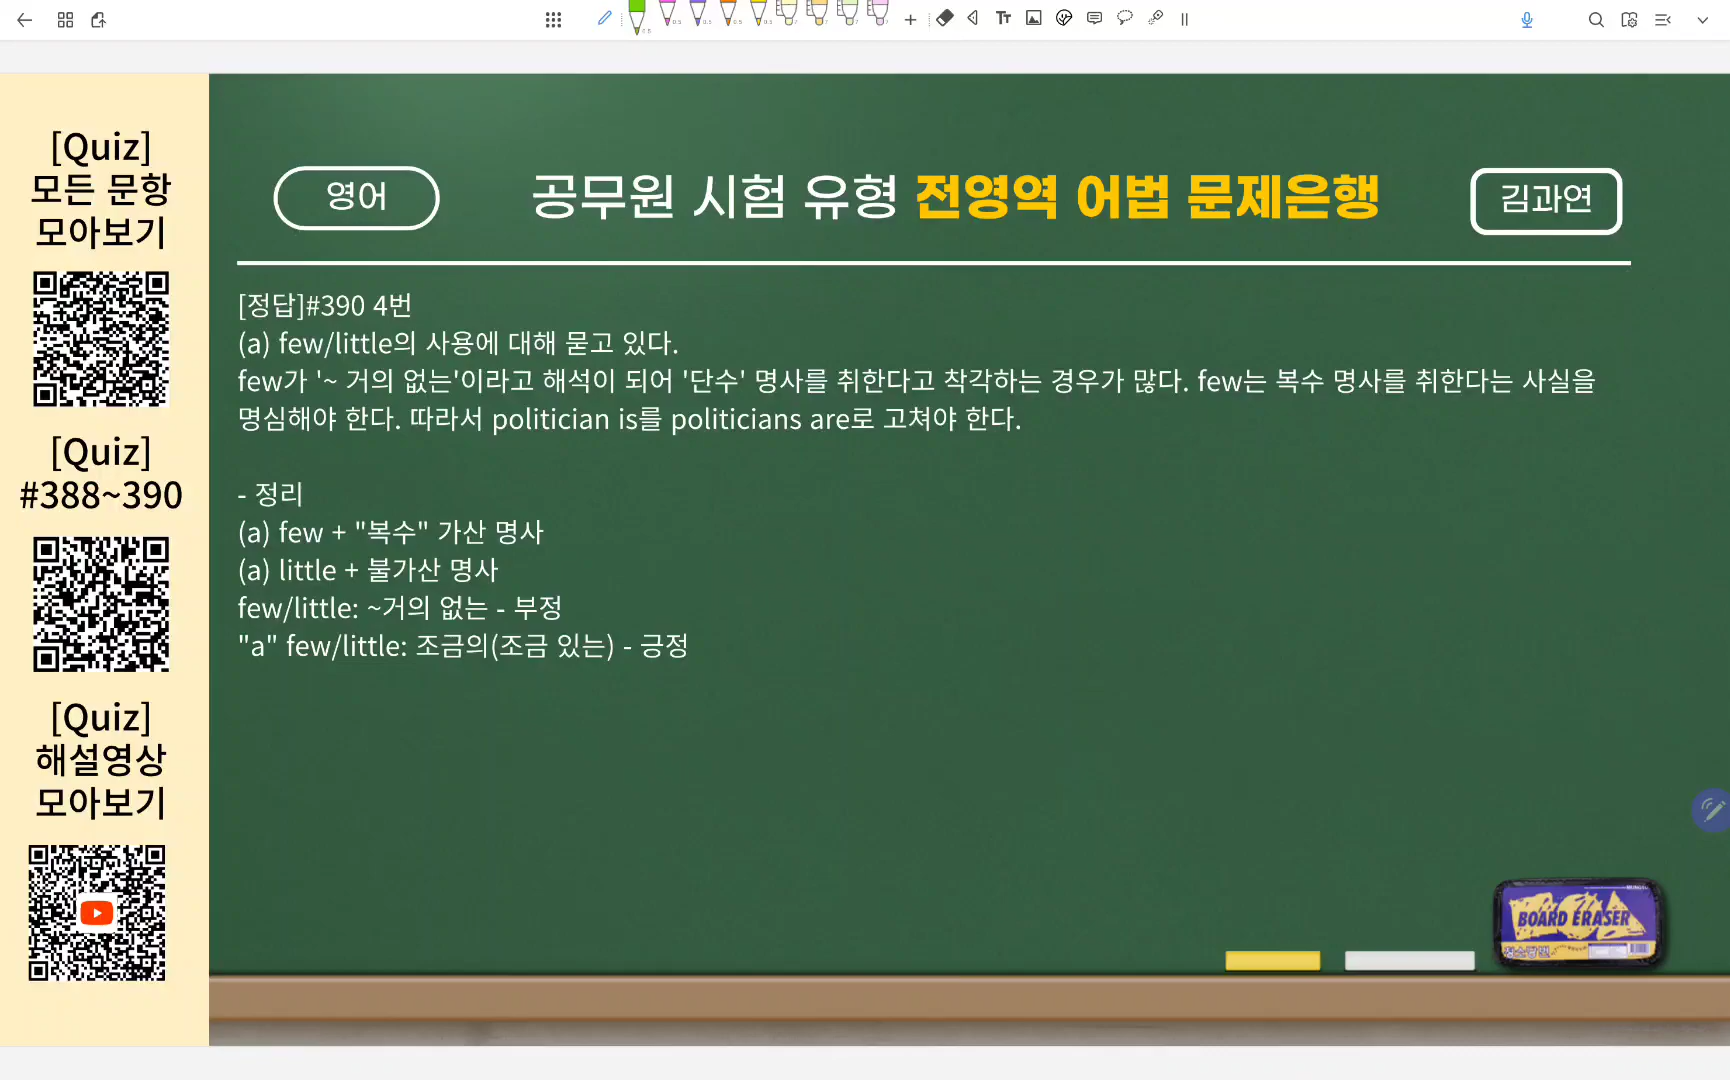 [Quiz]
모든 문항
모아보기
[Quiz]
#388~390
[Quiz]
해설영상
모아보기
영어
공무원 시험 유형 전영역 어법 문제은행
김과연
[정답]#390 4번
(a) few/little의 사용에 대해 묻고 있다.
few가 '~ 거의 없는'이라고 해석이 되어 '단수' 명사를 취한다고 착각하는 경우가 많다. few는 복수 명사를 취한다는 사실을
명심해야 한다. 따라서 politician is를 politicians are로 고쳐야 한다.
- 정리
(a) few + "복수" 가산 명사
(a) little + 불가산 명사
few/little: ~거의 없는 - 부정
"a" few/little: 조금의(조금 있는) - 긍정
BOARD ERASER